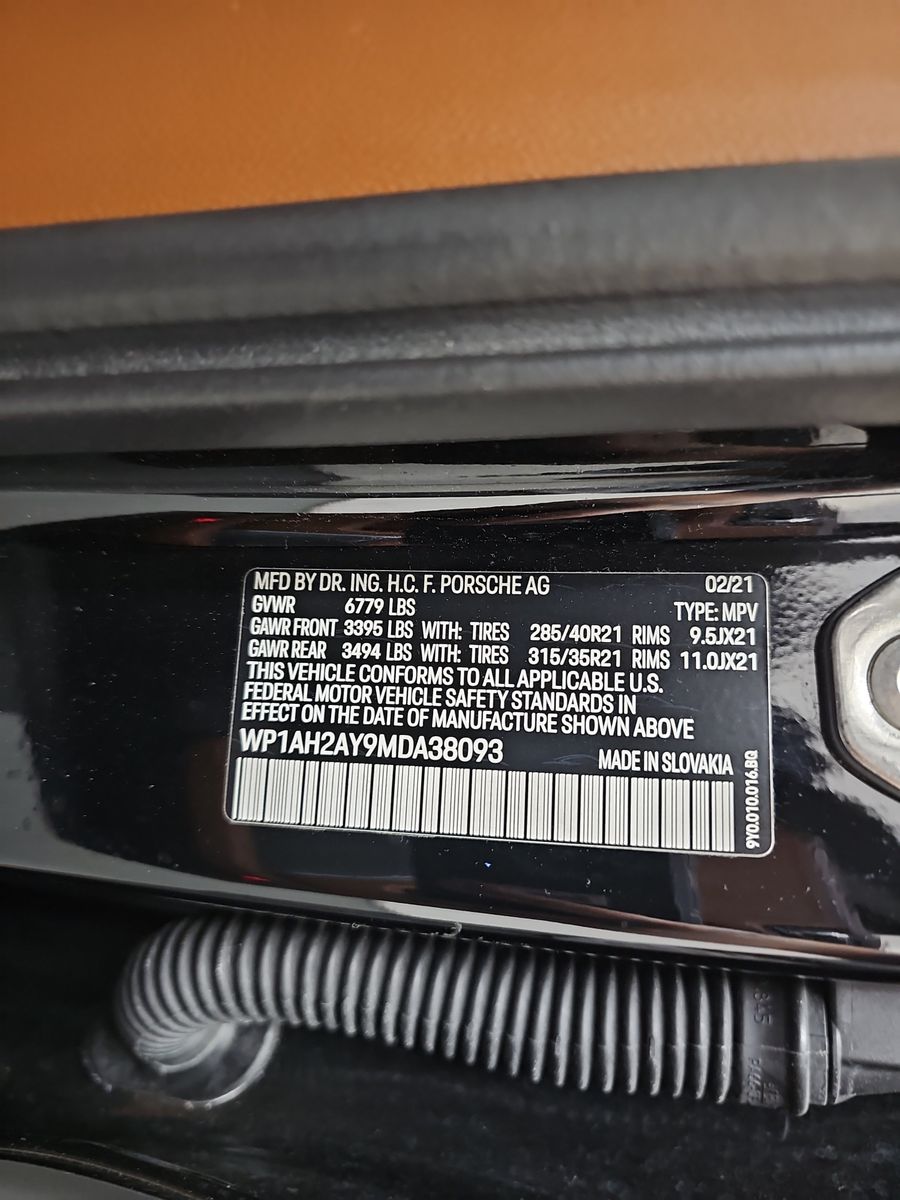 MFD BY DR. ING. H.C. F. PORSCHE AG 02/21
GVWR 6779 LBS TYPE: MPV
GAWR FRONT 3395 LBS WITH: TIRES 285/40R21 RIMS 9.5JX21
GAWR REAR 3494 LBS WITH: TIRES 315/35R21 RIMS 11.0JX21
THIS VEHICLE CONFORMS TO ALL APPLICABLE U.S.
FEDERAL MOTOR VEHICLE SAFETY STANDARDS IN
EFFECT ON THE DATE OF MANUFACTURE SHOWN ABOVE
WP1AH2AY9MDA38093 MADE IN SLOVAKIA
9Y0.010.016.BQ